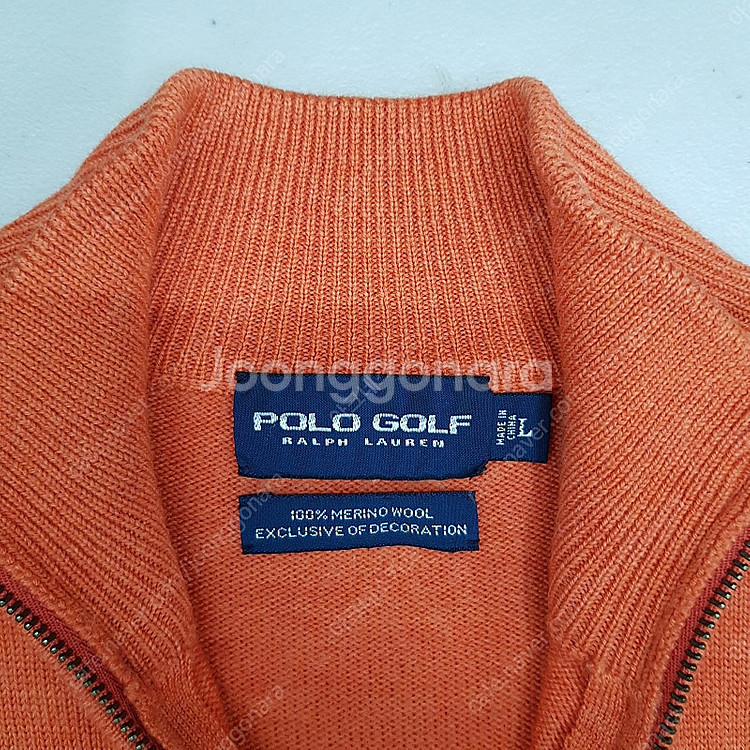 Joonggonara
POLO GOLF
RALPH LAUREN
MADE IN
CHINA
L
100% MERINO WOOL
EXCLUSIVE OF DECORATION